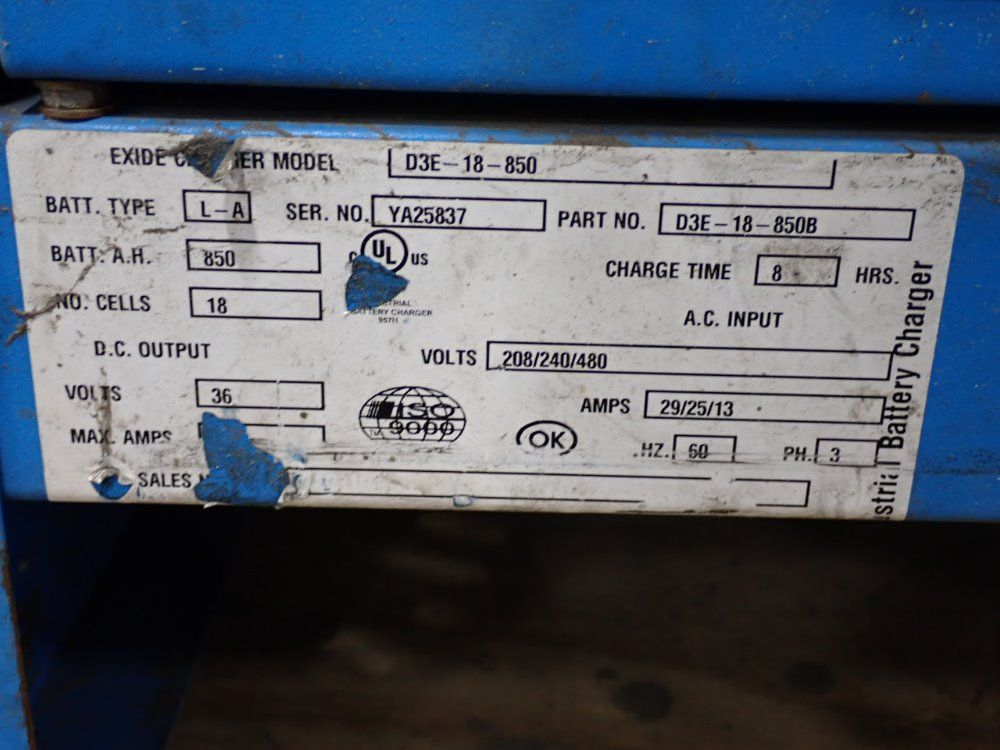 EXIDE MODEL D3E-18-850
BATT. TYPE L-A SER. NO. YA25837 PART NO. D3E-18-850B
BATT. A.H. 850 C UL US CHARGE TIME 8 HRS.
NO. CELLS 18
BATTERY CHARGER
967H
A.C. INPUT
D.C. OUTPUT VOLTS 208/240/480
VOLTS 36 ISO 9000 AMPS 29/25/13
MAX. AMPS OK HZ. 60 PH. 3
SALES
Battery Charger